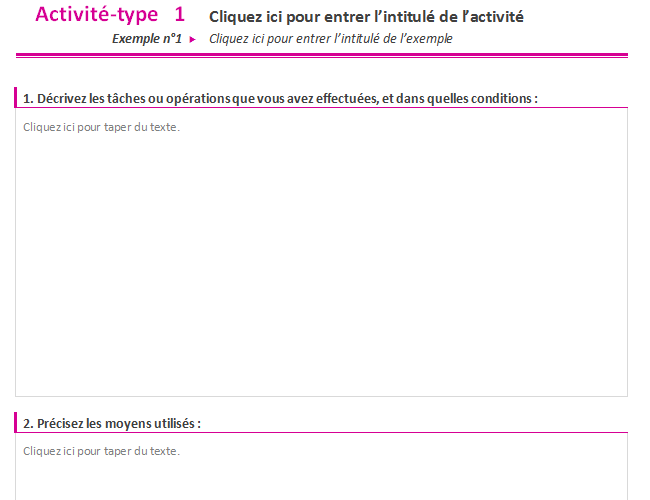 Activité-type 1 Cliquez ici pour entrer l'intitulé de l'activité
Exemple n°1 ► Cliquez ici pour entrer l'intitulé de l'exemple
1. Décrivez les tâches ou opérations que vous avez effectuées, et dans quelles conditions :
Cliquez ici pour taper du texte.
2. Précisez les moyens utilisés :
Cliquez ici pour taper du texte.